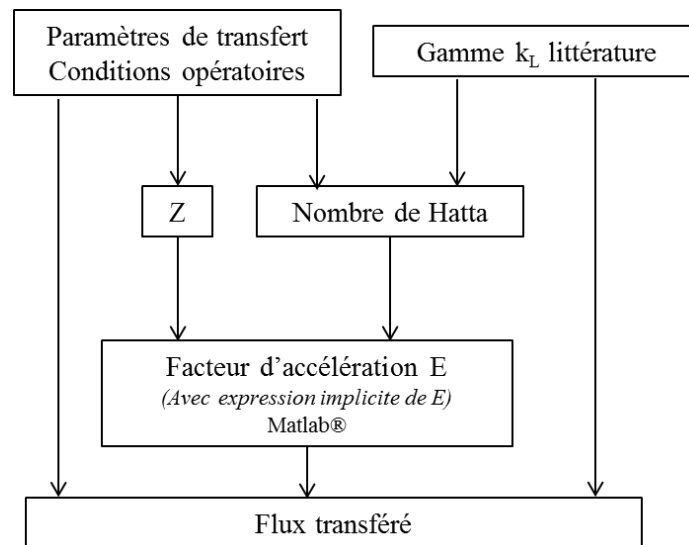 Paramètres de transfert
Conditions opératoires
Gamme kL littérature
Z
Nombre de Hatta
Facteur d'accélération E
(Avec expression implicite de E)
Matlab®
Flux transféré